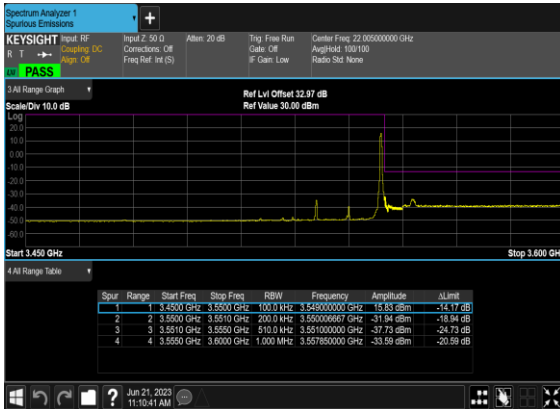 Spectrum Analyzer 1
Spurious Emissions
+
KEYSIGHT Input: RF Input Z: 50 Ω Atten: 20 dB Trig: Free Run Center Freq: 22.005000000 GHz
R T Coupling: DC Corrections: Off Gate: Off Avg|Hold: 100/100
Align: Off Freq Ref: Int (S) IF Gain: Low Radio Std: None
PASS
3 All Range Graph
Ref Lvl Offset 32.97 dB
Scale/Div 10.0 dB Ref Value 30.00 dBm
Log
20.0
10.0
0.00
-10.0
-20.0
-30.0
-40.0
-50.0
-60.0
Start 3.450 GHz Stop 3.600 GHz
4 All Range Table
Spur Range Start Freq Stop Freq RBW Frequency Amplitude ΔLimit
1 1 3.4500 GHz 3.5500 GHz 100.0 kHz 3.549000000 GHz 15.83 dBm -14.17 dB
2 2 3.5500 GHz 3.5510 GHz 200.0 kHz 3.550006667 GHz -31.94 dBm -18.94 dB
3 3 3.5510 GHz 3.5550 GHz 510.0 kHz 3.551000000 GHz -37.73 dBm -24.73 dB
4 4 3.5550 GHz 3.6000 GHz 1.000 MHz 3.557850000 GHz -33.59 dBm -20.59 dB
? Jun 21, 2023
11:10:41 AM